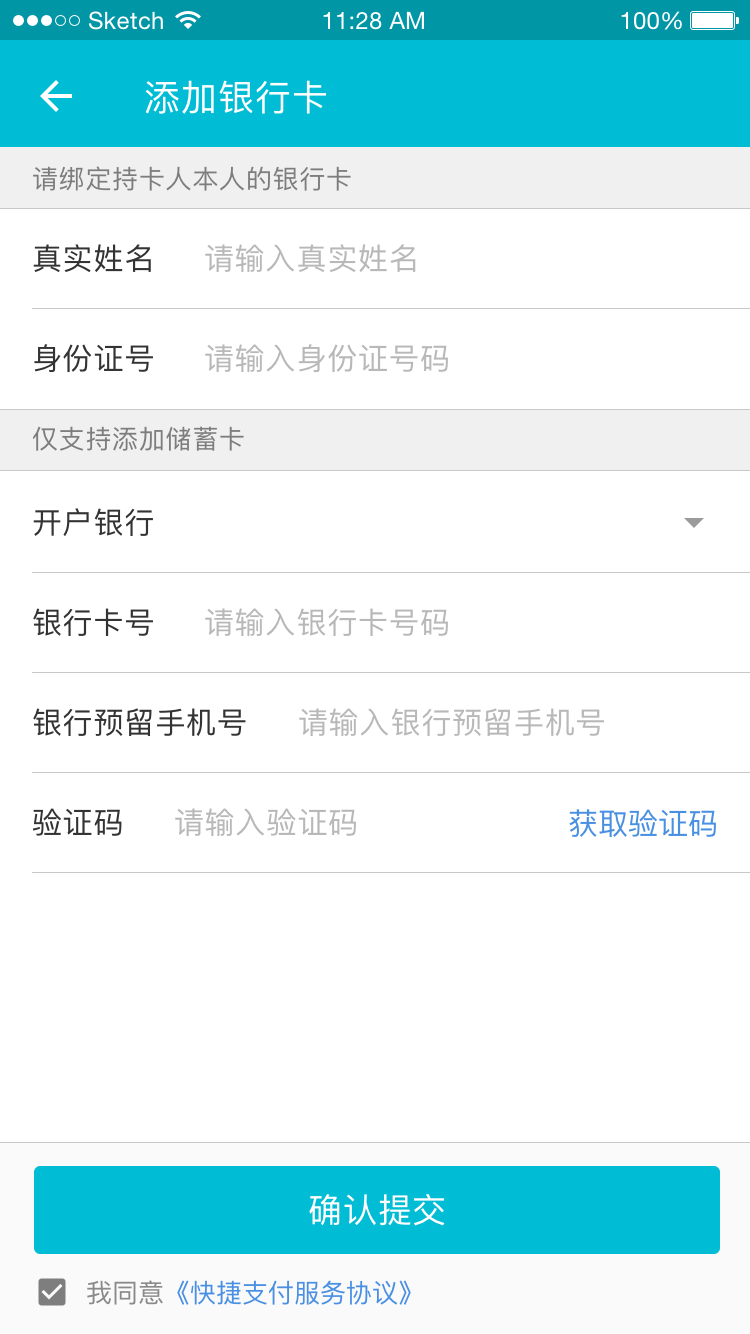 Sketch 11:28 AM 100%
添加银行卡
请绑定持卡人本人的银行卡
真实姓名 请输入真实姓名
身份证号 请输入身份证号码
仅支持添加储蓄卡
开户银行
银行卡号 请输入银行卡号码
银行预留手机号 请输入银行预留手机号
验证码 请输入验证码 获取验证码
确认提交
我同意《快捷支付服务协议》